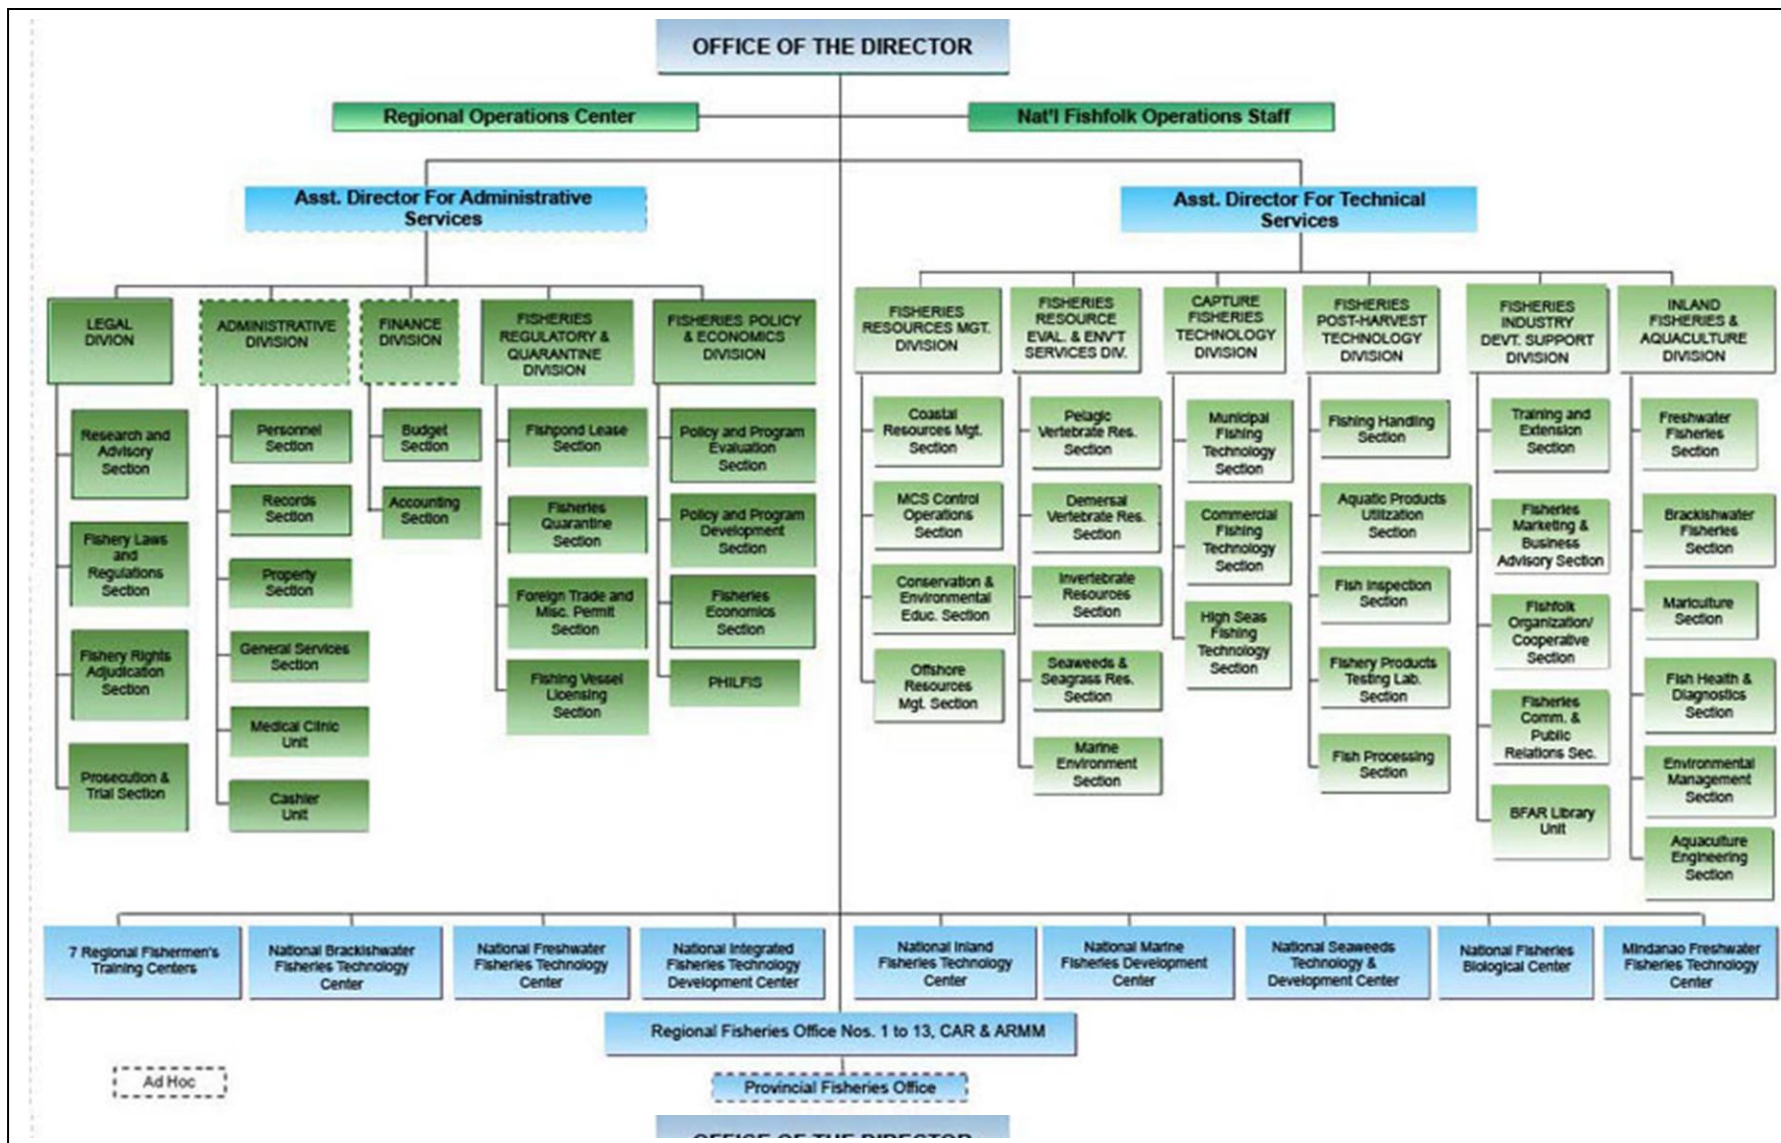 OFFICE OF THE DIRECTOR
Regional Operations Center
Nat'l Fishfolk Operations Staff
Asst. Director For Administrative
Services
Asst. Director For Technical
Services
LEGAL
DIVION
ADMINISTRATIVE
DIVISION
FINANCE
DIVISION
FISHERIES
REGULATORY &
QUARANTINE
DIVISION
FISHERIES POLICY
& ECONOMICS
DIVISION
FISHERIES
RESOURCES MGT.
DIVISION
FISHERIES
RESOURCE
EVAL. & ENV'T
SERVICES DIV.
CAPTURE
FISHERIES
TECHNOLOGY
DIVISION
FISHERIES
POST-HARVEST
TECHNOLOGY
DIVISION
FISHERIES
INDUSTRY
DEVT. SUPPORT
DIVISION
INLAND
FISHERIES &
AQUACULTURE
DIVISION
Research and
Advisory
Section
Fishery Laws
and
Regulations
Section
Fishery Rights
Adjudication
Section
Prosecution &
Trial Section
Personnel
Section
Records
Section
Property
Section
General Services
Section
Medical Clinic
Unit
Cashier
Unit
Budget
Section
Accounting
Section
Fishpond Lease
Section
Fisheries
Quarantine
Section
Foreign Trade and
Misc. Permit
Section
Fishing Vessel
Licensing
Section
Policy and Program
Evaluation
Section
Policy and Program
Development
Section
Fisheries
Economics
Section
PHILFIS
Coastal
Resources Mgt.
Section
MCS Control
Operations
Section
Conservation &
Environmental
Educ. Section
Offshore
Resources
Mgt. Section
Pelagic
Vertebrate Res.
Section
Demersal
Vertebrate Res.
Section
Invertebrate
Resources
Section
Seaweeds &
Seagrass Res.
Section
Marine
Environment
Section
Municipal
Fishing
Technology
Section
Commercial
Fishing
Technology
Section
High Seas
Fishing
Technology
Section
Fishing Handling
Section
Aquatic Products
Utilization
Section
Fish Inspection
Section
Fishery Products
Testing Lab.
Section
Fish Processing
Section
Training and
Extension
Section
Fisheries
Marketing &
Business
Advisory Section
Fishfolk
Organization/
Cooperative
Section
Fisheries
Comm. &
Public
Relations Sec.
BFAR Library
Unit
Freshwater
Fisheries
Section
Brackishwater
Fisheries
Section
Mariculture
Section
Fish Health &
Diagnostics
Section
Environmental
Management
Section
Aquaculture
Engineering
Section
7 Regional Fishermen's
Training Centers
National Brackishwater
Fisheries Technology
Center
National Freshwater
Fisheries Technology
Center
National Integrated
Fisheries Technology
Development Center
National Inland
Fisheries Technology
Center
National Marine
Fisheries Development
Center
National Seaweeds
Technology &
Development Center
National Fisheries
Biological Center
Mindanao Freshwater
Fisheries Technology
Center
Regional Fisheries Office Nos. 1 to 13, CAR & ARMM
Ad Hoc
Provincial Fisheries Office
OFFICE OF THE DIRECTOR